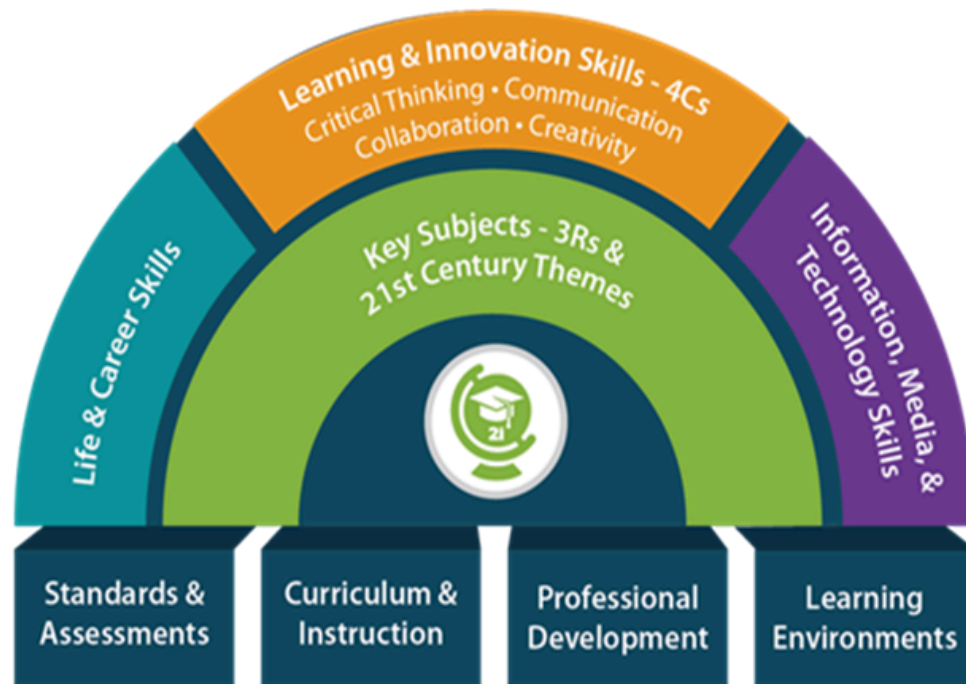 Learning & Innovation Skills - 4Cs
Critical Thinking • Communication
Collaboration • Creativity
Life & Career Skills
Key Subjects - 3Rs &
21st Century Themes
Information, Media, &
Technology Skills
21
Standards &
Assessments
Curriculum &
Instruction
Professional
Development
Learning
Environments